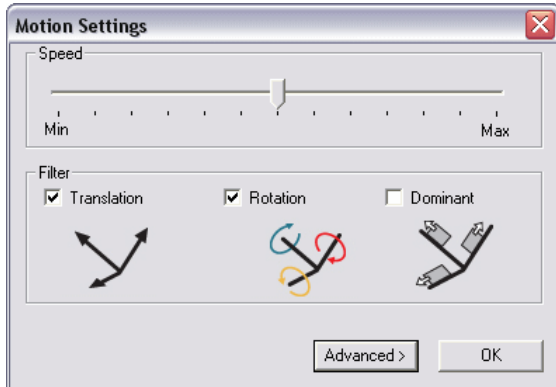 Motion Settings
Speed
Min Max
Filter
Translation Rotation Dominant
Advanced > OK